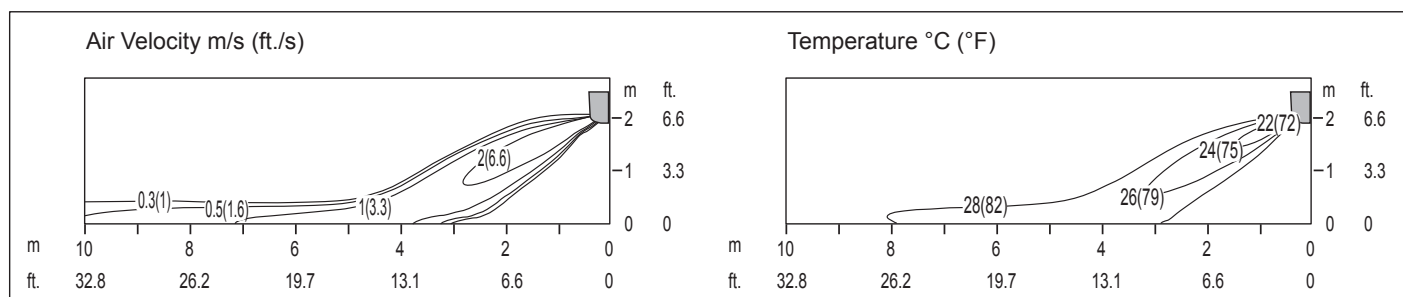 Air Velocity m/s (ft./s)
m ft.
2 6.6
2(6.6)
1 3.3
0.3(1) 0.5(1.6) 1(3.3)
0 0
m 10 8 6 4 2 0
ft. 32.8 26.2 19.7 13.1 6.6 0
Temperature °C (°F)
m ft.
22(72) 2 6.6
24(75)
1 3.3
26(79)
28(82)
0 0
m 10 8 6 4 2 0
ft. 32.8 26.2 19.7 13.1 6.6 0